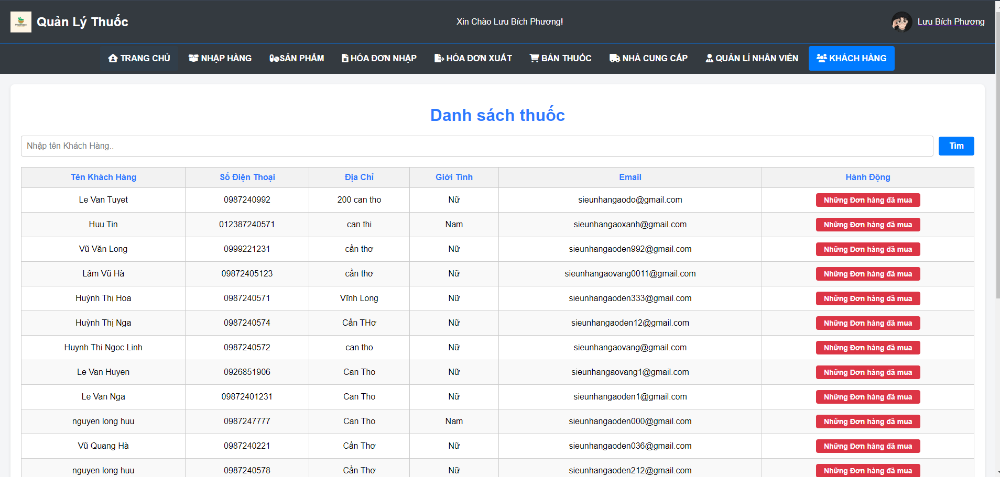 Pharmacy
Quản Lý Thuốc
Xin Chào Lưu Bích Phương!
Lưu Bích Phương
TRANG CHỦ NHẬP HÀNG SẢN PHẨM HÓA ĐƠN NHẬP HÓA ĐƠN XUẤT BÁN THUỐC NHÀ CUNG CẤP QUẢN LÍ NHÂN VIÊN KHÁCH HÀNG
Danh sách thuốc
Nhập tên Khách Hàng..
Tìm
Tên Khách Hàng Số Điện Thoại Địa Chỉ Giới Tính Email Hành Động
Le Van Tuyet 0987240992 200 can tho Nữ sieunhangaodo@gmail.com Những Đơn hàng đã mua
Huu Tin 012387240571 can thi Nam sieunhangaoxanh@gmail.com Những Đơn hàng đã mua
Vũ Văn Long 0999221231 cần thơ Nữ sieunhangaoden992@gmail.com Những Đơn hàng đã mua
Lâm Vũ Hà 09872405123 cần thơ Nữ sieunhangaovang0011@gmail.com Những Đơn hàng đã mua
Huỳnh Thị Hoa 0987240571 Vĩnh Long Nữ sieunhangaoden333@gmail.com Những Đơn hàng đã mua
Huỳnh Thị Nga 0987240574 Cần THơ Nữ sieunhangaoden12@gmail.com Những Đơn hàng đã mua
Huynh Thi Ngoc Linh 0987240572 can tho Nữ sieunhangaovang@gmail.com Những Đơn hàng đã mua
Le Van Huyen 0926851906 Can Tho Nữ sieunhangaovang1@gmail.com Những Đơn hàng đã mua
Le Van Nga 09872401231 Can Tho Nữ sieunhangaoden1@gmail.com Những Đơn hàng đã mua
nguyen long huu 0987247777 Can Tho Nam sieunhangaoden000@gmail.com Những Đơn hàng đã mua
Vũ Quang Hà 0987240221 Cần Thơ Nữ sieunhangaoden036@gmail.com Những Đơn hàng đã mua
nguyen long huu 0987240578 Cần Thơ Nữ sieunhangaoden212@gmail.com Những Đơn hàng đã mua